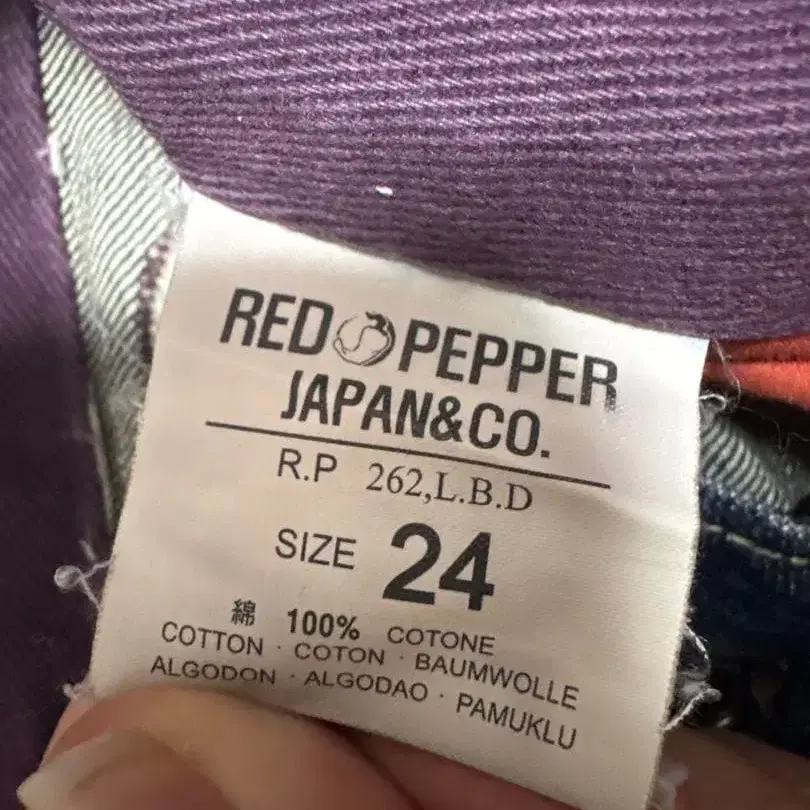 RED PEPPER
JAPAN&CO.
R.P 262,L.B.D
SIZE 24
綿 100% COTONE
COTTON · COTON · BAUMWOLLE
ALGODON · ALGODAO · PAMUKLU